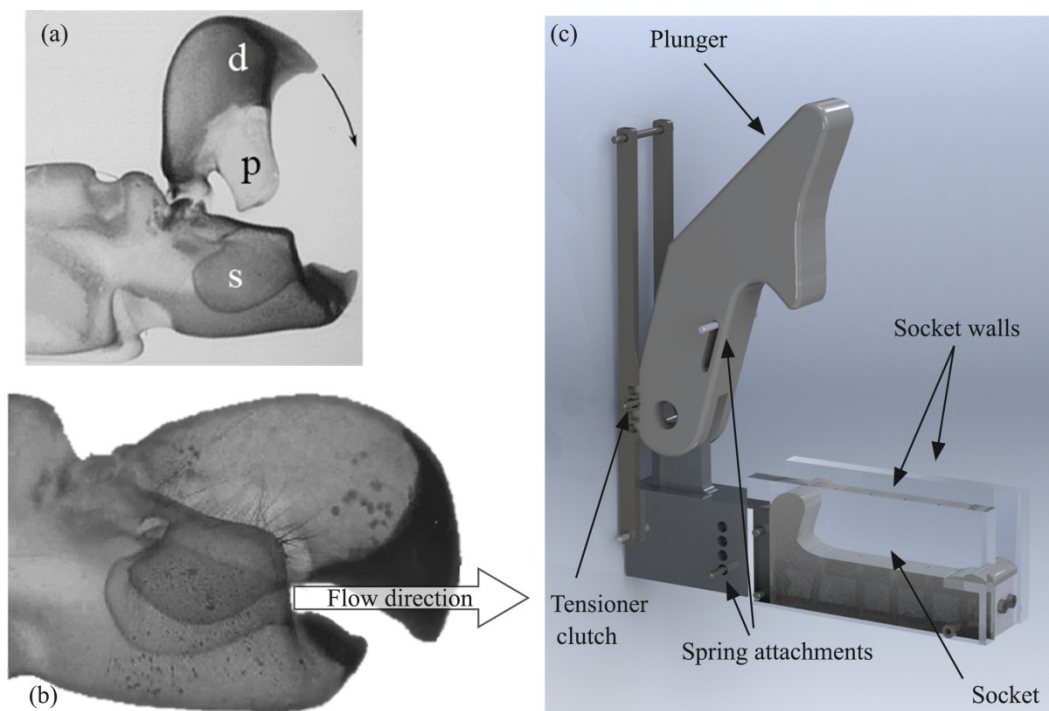 (a)
d
p
s
(b)
Flow direction
(c)
Plunger
Socket walls
Tensioner
clutch
Spring attachments
Socket